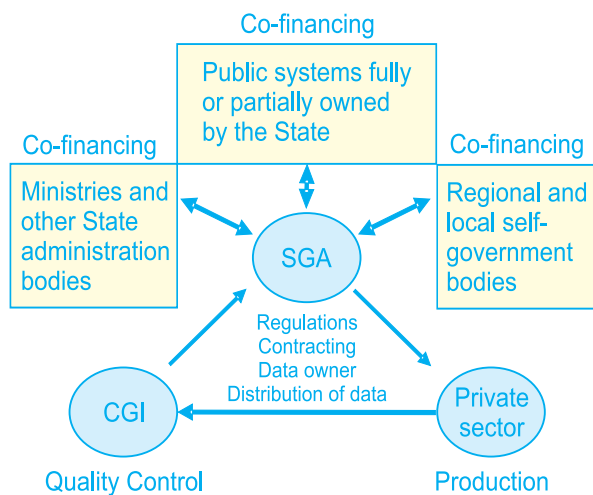 Co-financing
Public systems fully
or partially owned
by the State
Co-financing
Ministries and
other State
administration
bodies
Co-financing
Regional and
local self-
government
bodies
SGA
Regulations
Contracting
Data owner
Distribution of data
CGI
Private
sector
Quality Control
Production